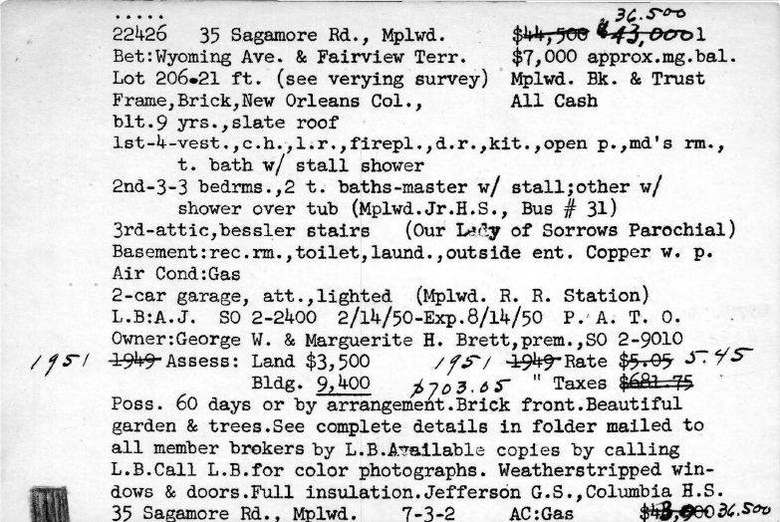 .....
36.500
22426 35 Sagamore Rd., Mplwd. $44,500 $43,000 l
Bet:Wyoming Ave. & Fairview Terr. $7,000 approx.mg.bal.
Lot 206.21 ft. (see verying survey) Mplwd. Bk. & Trust
Frame,Brick,New Orleans Col., All Cash
blt.9 yrs.,slate roof
1st-4-vest.,c.h.,l.r.,firepl.,d.r.,kit.,open p.,md's rm.,
t. bath w/ stall shower
2nd-3-3 bedrms.,2 t. baths-master w/ stall;other w/
shower over tub (Mplwd.Jr.H.S., Bus # 31)
3rd-attic,bessler stairs (Our Lady of Sorrows Parochial)
Basement:rec.rm.,toilet,laund.,outside ent. Copper w. p.
Air Cond:Gas
2-car garage, att.,lighted (Mplwd. R. R. Station)
L.B:A.J. SO 2-2400 2/14/50-Exp.8/14/50 P. A. T. O.
Owner:George W. & Marguerite H. Brett,prem.,SO 2-9010
1951 1949 Assess: Land $3,500 1951 1949 Rate $5.05 5.45
Bldg. 9,400 $703.05 " Taxes $681.75
Poss. 60 days or by arrangement.Brick front.Beautiful
garden & trees.See complete details in folder mailed to
all member brokers by L.B.Available copies by calling
L.B.Call L.B.for color photographs. Weatherstripped win-
dows & doors.Full insulation.Jefferson G.S.,Columbia H.S.
35 Sagamore Rd., Mplwd. 7-3-2 AC:Gas $43,000 36.500